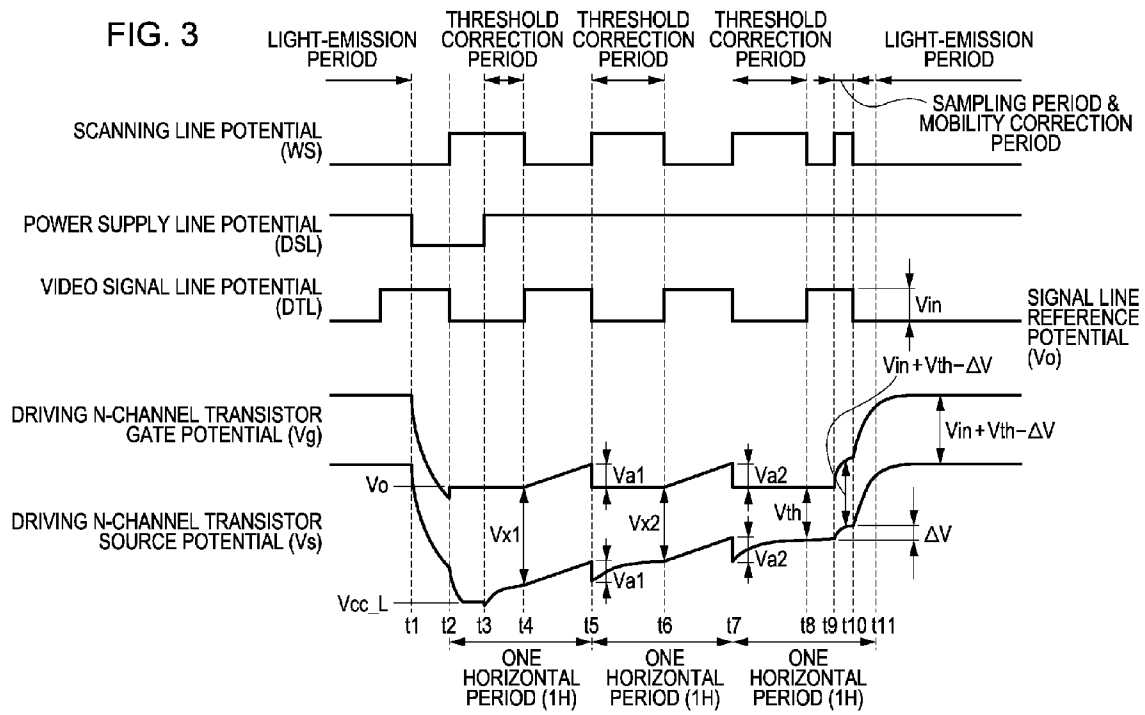 FIG. 3
LIGHT-EMISSION
PERIOD
THRESHOLD
CORRECTION
PERIOD
THRESHOLD
CORRECTION
PERIOD
THRESHOLD
CORRECTION
PERIOD
LIGHT-EMISSION
PERIOD
SAMPLING PERIOD &
MOBILITY CORRECTION
PERIOD
SCANNING LINE POTENTIAL
(WS)
POWER SUPPLY LINE POTENTIAL
(DSL)
VIDEO SIGNAL LINE POTENTIAL
(DTL)
Vin
SIGNAL LINE
REFERENCE
POTENTIAL
(Vo)
Vin+Vth−ΔV
DRIVING N-CHANNEL TRANSISTOR
GATE POTENTIAL (Vg)
Vin+Vth−ΔV
Vo
Va1
Va2
DRIVING N-CHANNEL TRANSISTOR
SOURCE POTENTIAL (Vs)
Vx1
Vx2
Vth
ΔV
Va1
Va2
Vcc_L
t1 t2 t3 t4 t5 t6 t7 t8 t9 t10 t11
ONE
HORIZONTAL
PERIOD (1H)
ONE
HORIZONTAL
PERIOD (1H)
ONE
HORIZONTAL
PERIOD (1H)